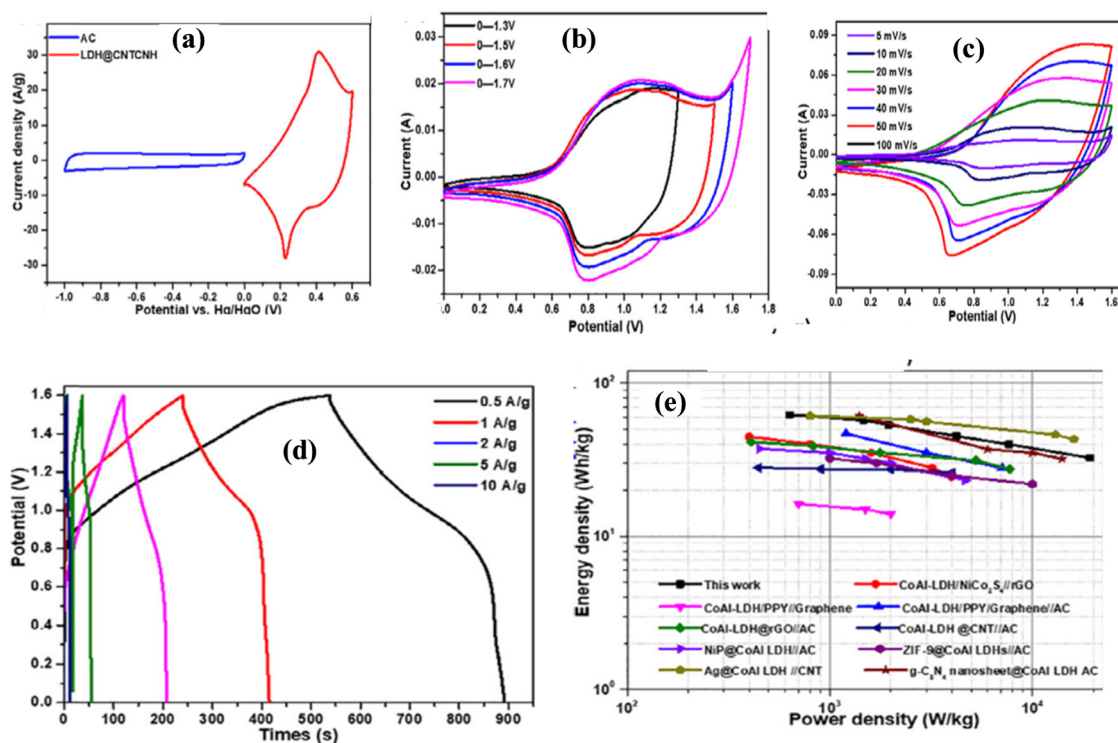 (a)
AC
LDH@CNTCNH
Current density (A/g)
30
20
10
0
-10
-20
-30
-1.0 -0.8 -0.6 -0.4 -0.2 0.0 0.2 0.4 0.6
Potential vs. Hg/HgO (V)
(b)
0—1.3V
0—1.5V
0—1.6V
0—1.7V
Current (A)
0.03
0.02
0.01
0.00
-0.01
-0.02
0.0 0.2 0.4 0.6 0.8 1.0 1.2 1.4 1.6 1.8
Potential (V)
(c)
5 mV/s
10 mV/s
20 mV/s
30 mV/s
40 mV/s
50 mV/s
100 mV/s
Current (A)
0.09
0.06
0.03
0.00
-0.03
-0.06
-0.09
0.0 0.2 0.4 0.6 0.8 1.0 1.2 1.4 1.6
Potential (V)
(d)
0.5 A/g
1 A/g
2 A/g
5 A/g
10 A/g
Potential (V)
1.6
1.4
1.2
1.0
0.8
0.6
0.4
0.2
0.0
0 100 200 300 400 500 600 700 800 900
Times (s)
(e)
Energy density (Wh/kg)
10²
10¹
10⁰
This work
CoAl-LDH/NiCo₂S₄//rGO
CoAl-LDH/PPY//Graphene
CoAl-LDH/PPY/Graphene//AC
CoAl-LDH@rGO//AC
CoAl-LDH @CNT//AC
NiP@CoAl LDH//AC
ZIF-9@CoAl LDHs//AC
Ag@CoAl LDH //CNT
g-C₃N₄ nanosheet@CoAl LDH AC
10² 10³ 10⁴
Power density (W/kg)